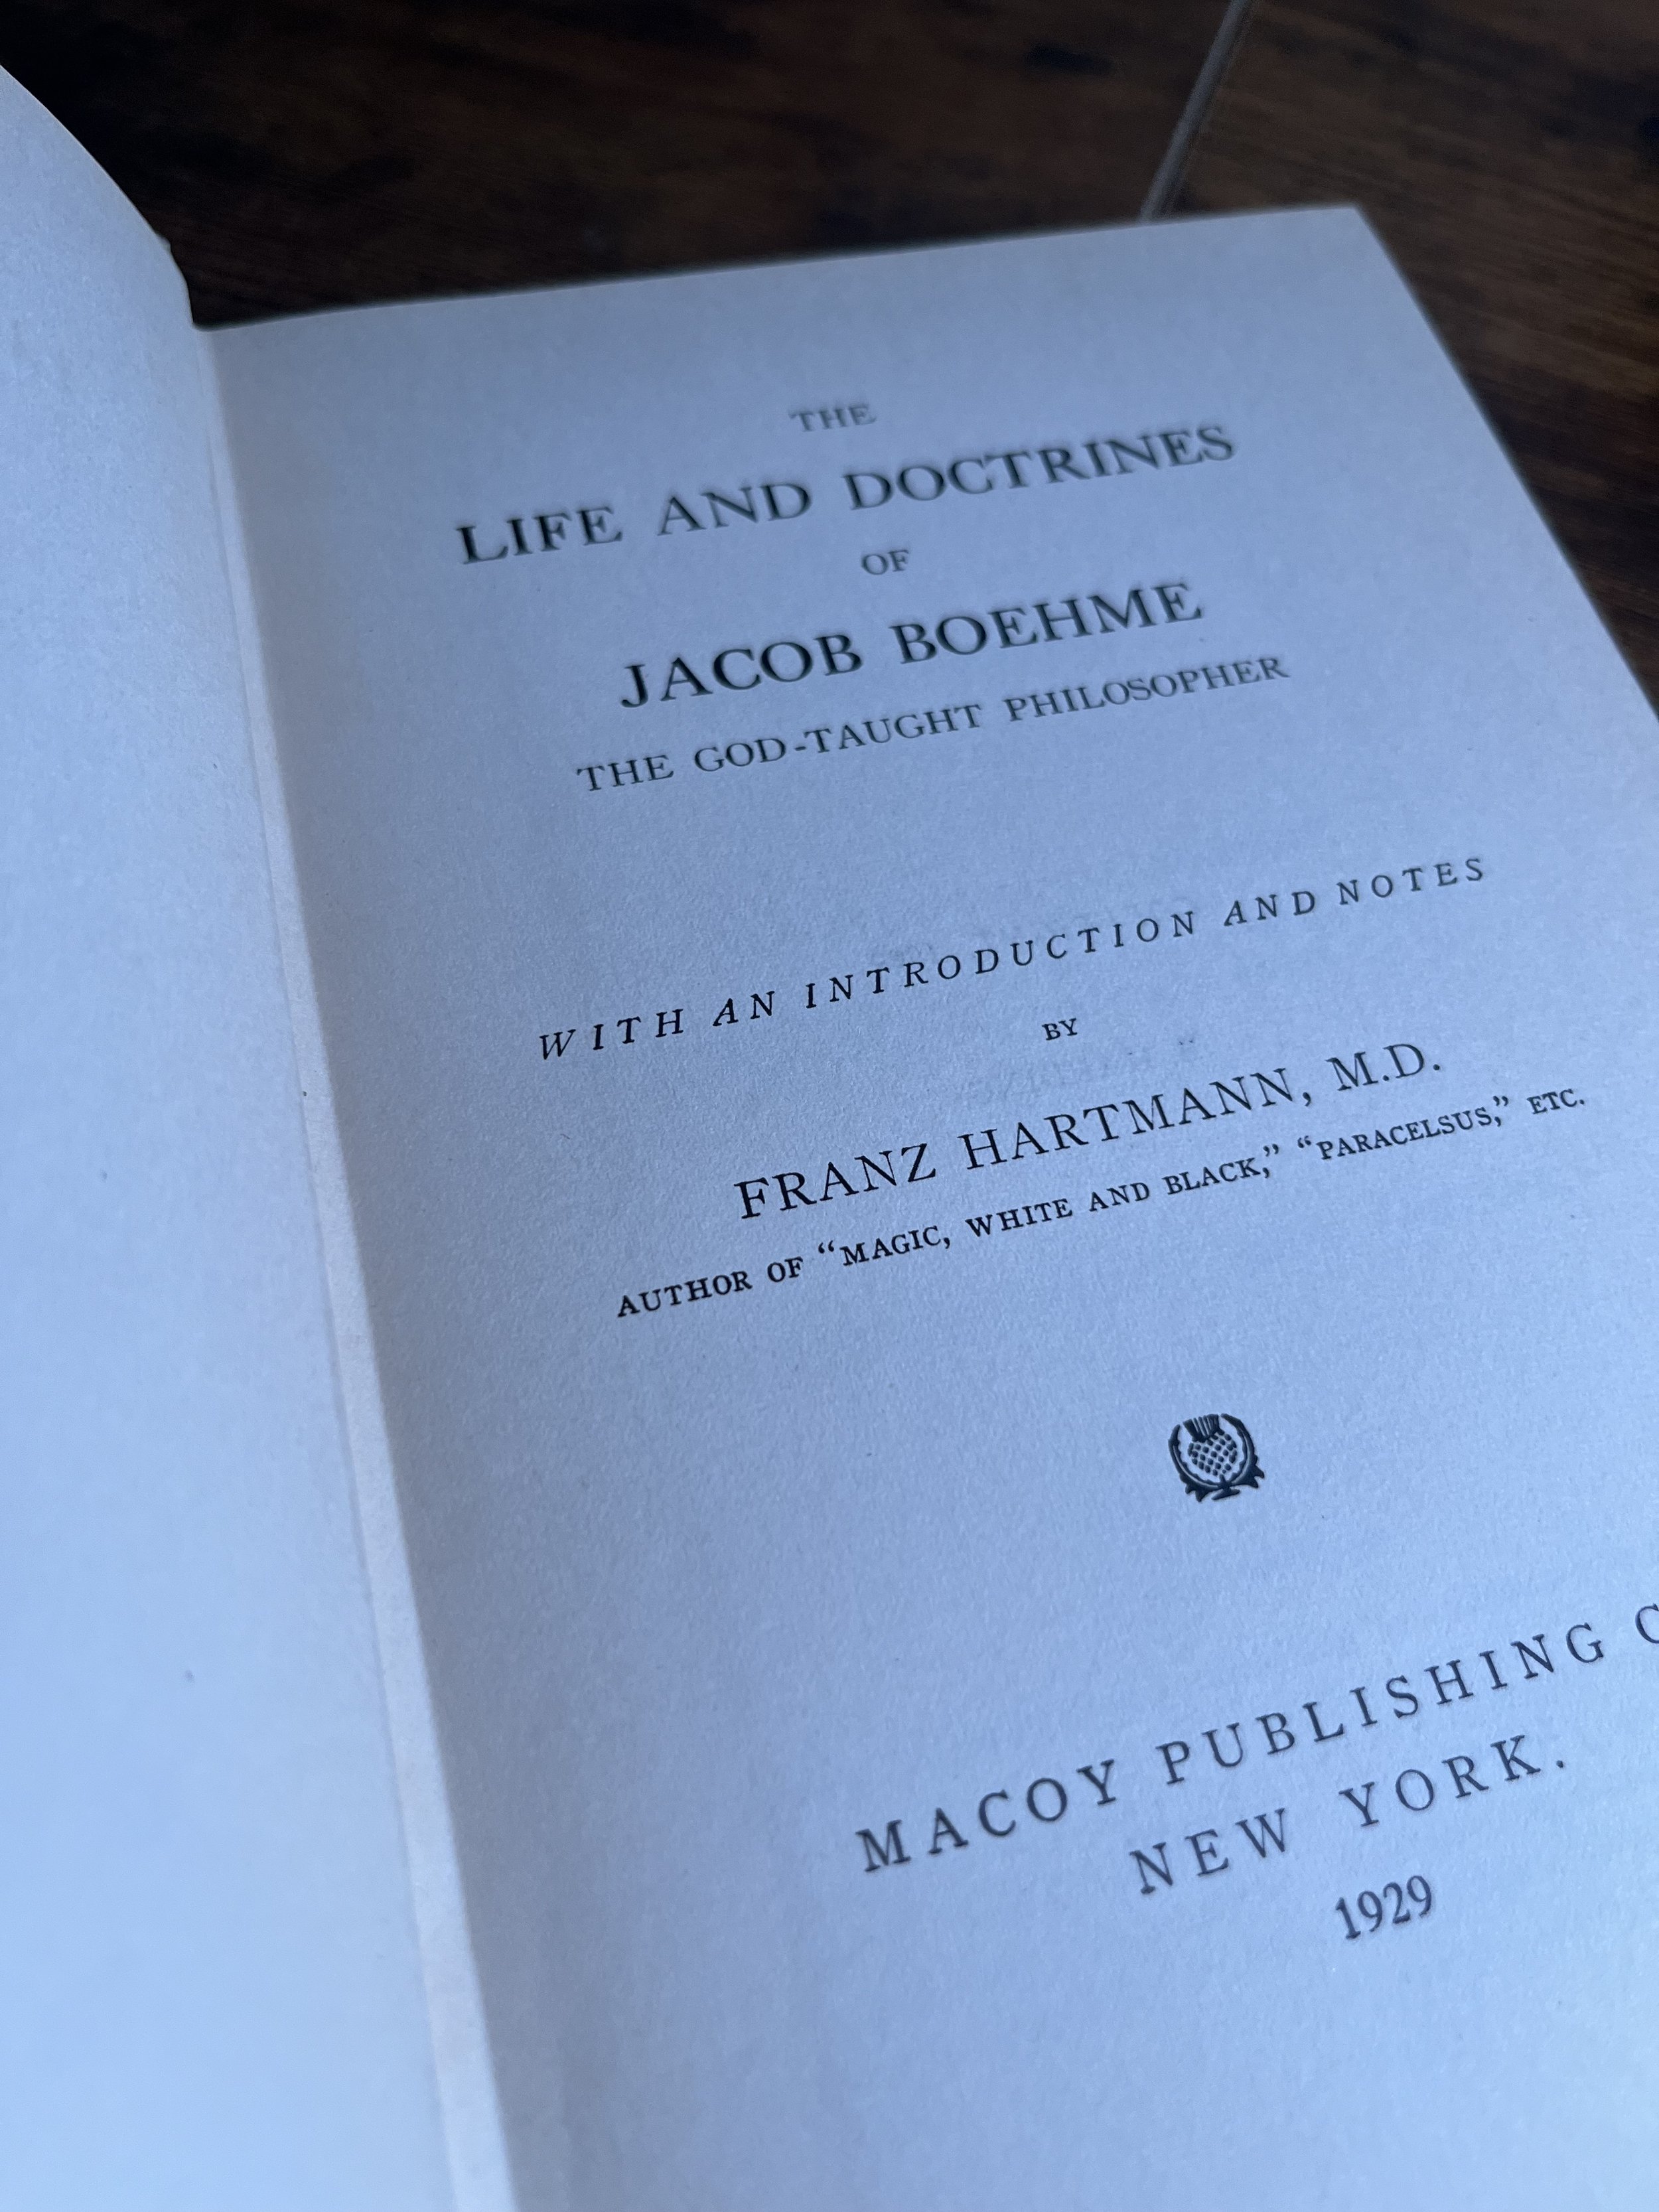 THE
LIFE AND DOCTRINES
OF
JACOB BOEHME
THE GOD-TAUGHT PHILOSOPHER
WITH AN INTRODUCTION AND NOTES
BY
FRANZ HARTMANN, M.D.
AUTHOR OF “MAGIC, WHITE AND BLACK,” “PARACELSUS,” ETC.
MACOY PUBLISHING C
NEW YORK.
1929